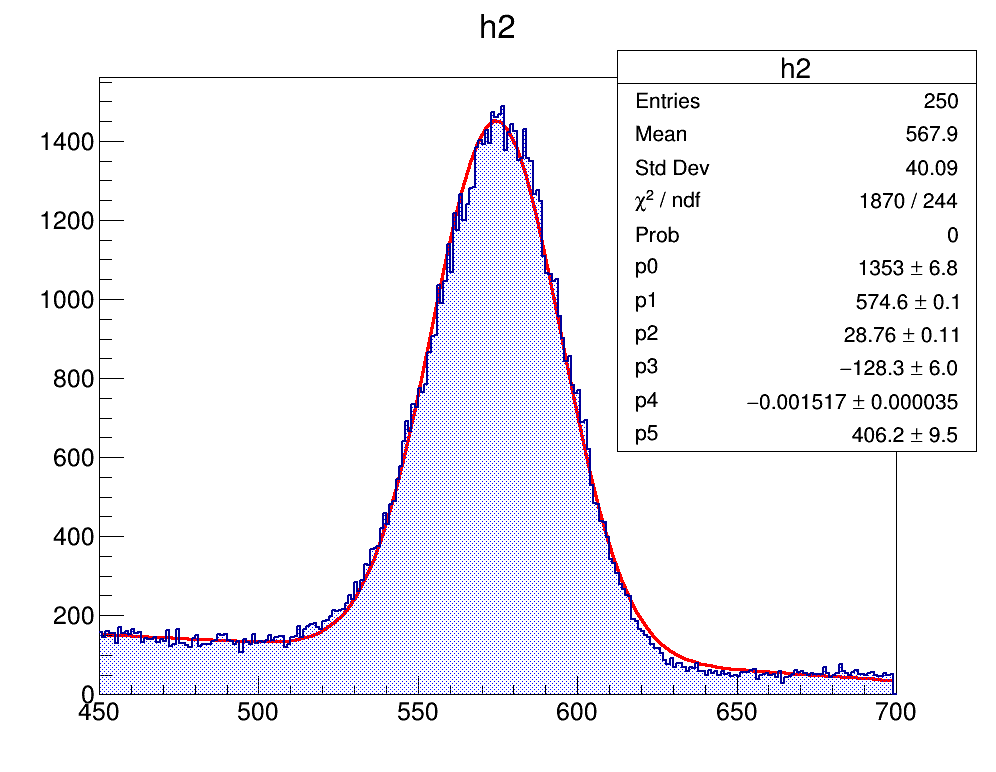 h2
h2
Entries 250
Mean 567.9
Std Dev 40.09
χ² / ndf 1870 / 244
Prob 0
p0 1353 ± 6.8
p1 574.6 ± 0.1
p2 28.76 ± 0.11
p3 −128.3 ± 6.0
p4 −0.001517 ± 0.000035
p5 406.2 ± 9.5
1400
1200
1000
800
600
400
200
0
450 500 550 600 650 700